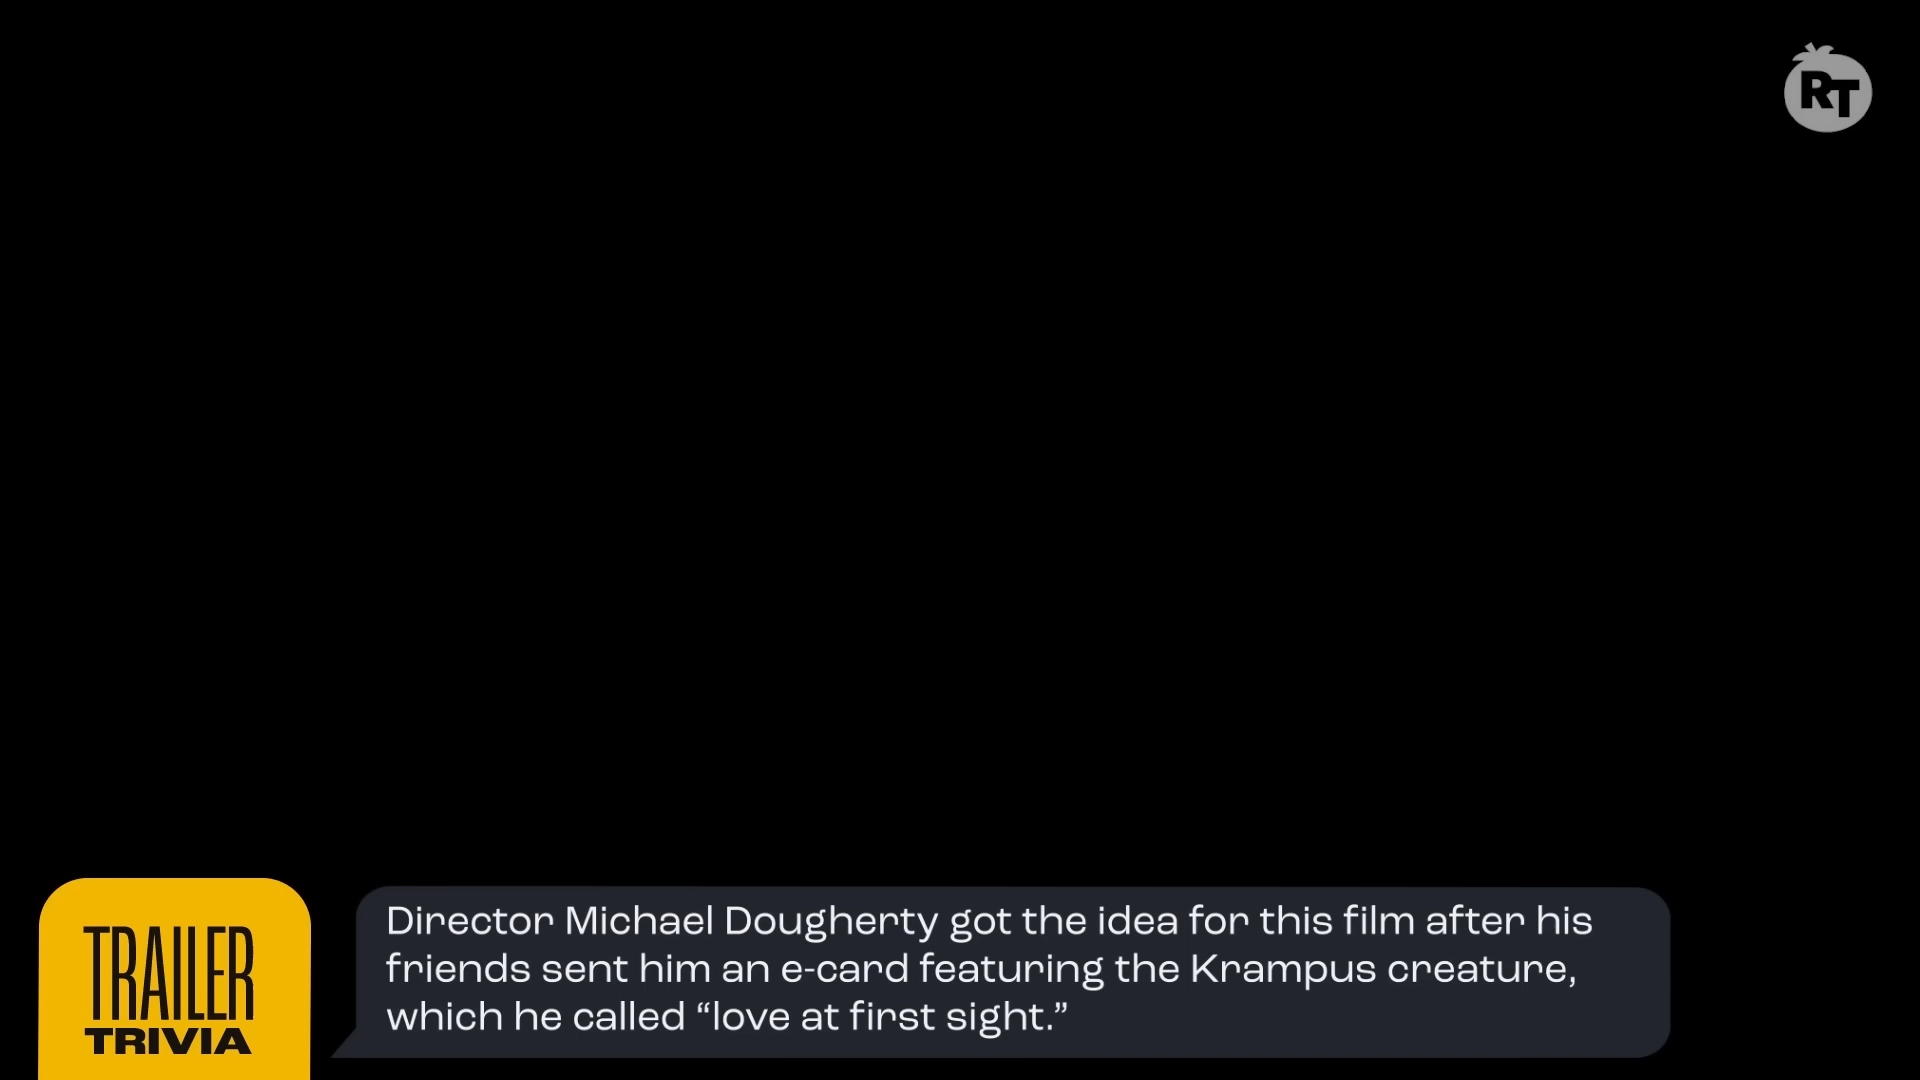 RT
Director Michael Dougherty got the idea for this film after his
friends sent him an e-card featuring the Krampus creature,
which he called “love at first sight.”
TRAILER
TRIVIA